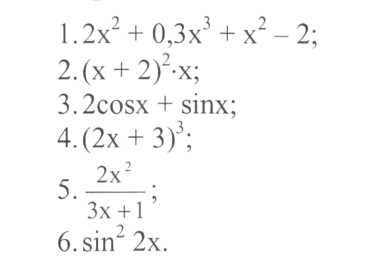 1. 2x² + 0,3x³ + x² – 2;
2. (x + 2)²·x;
3. 2cosx + sinx;
4. (2x + 3)³;
5. 2x²/(3x + 1);
6. sin² 2x.